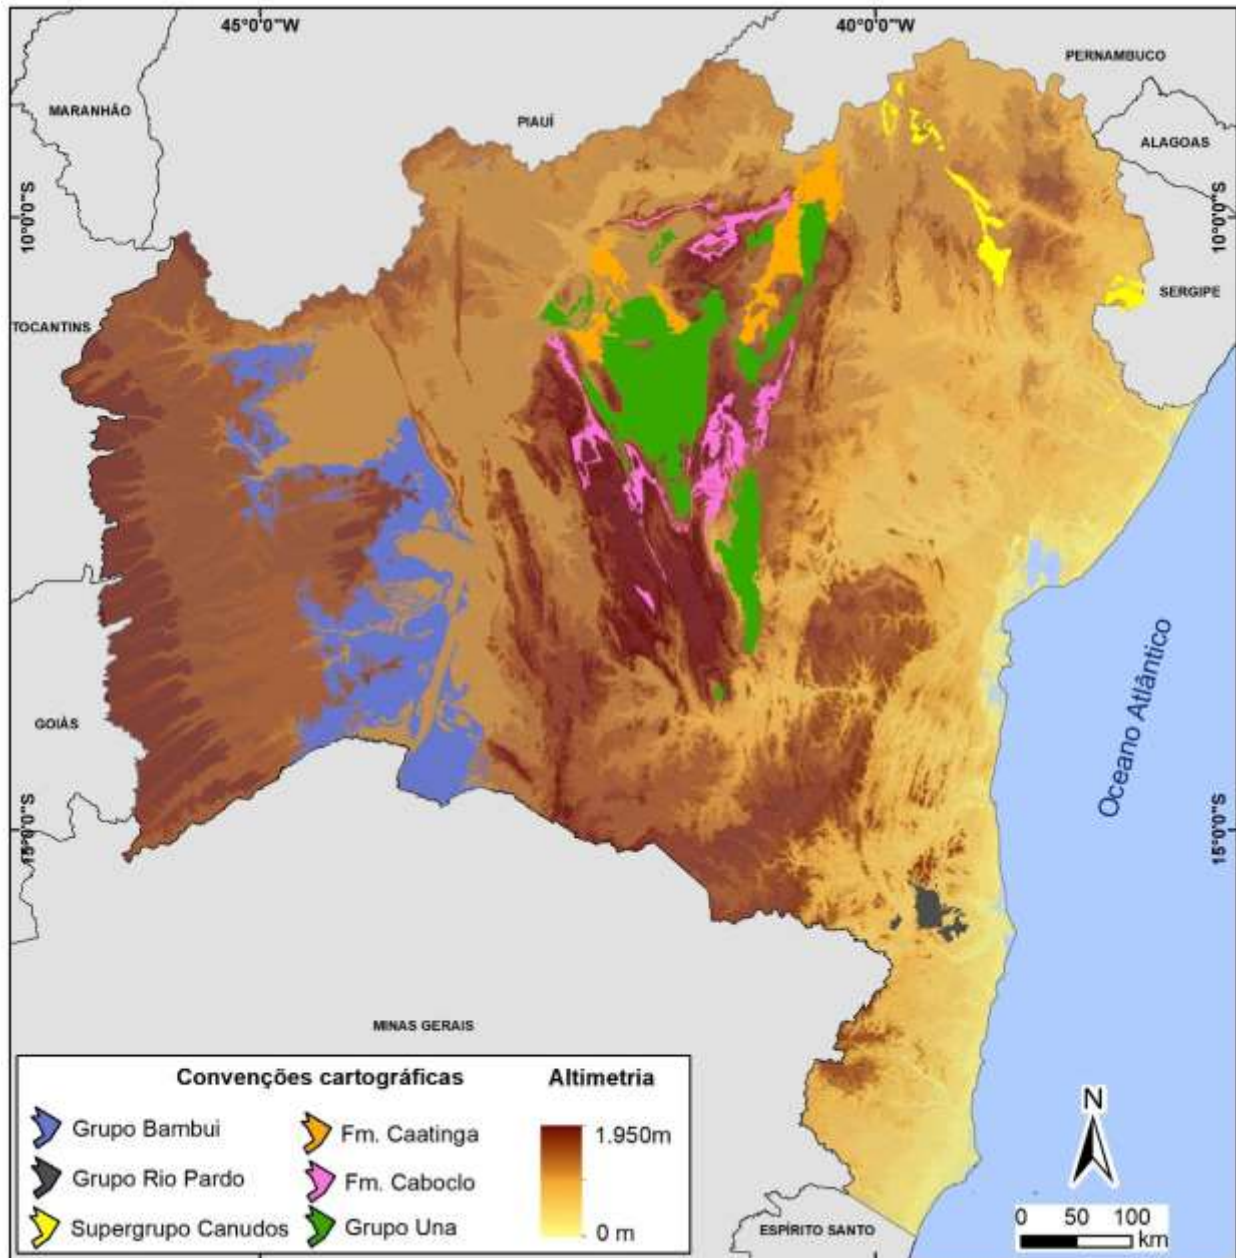 45°0'0"W
40°0'0"W
PERNAMBUCO
MARANHÃO
PIAUÍ
ALAGOAS
10°0'0"S
10°0'0"S
SERGIPE
TOCANTINS
Oceano Atlântico
GOIÁS
15°0'0"S
15°0'0"S
MINAS GERAIS
Convenções cartográficas
Altimetria
Grupo Bambui
Fm. Caatinga
1.950m
Grupo Rio Pardo
Fm. Caboclo
Supergrupo Canudos
Grupo Una
0 m
ESPÍRITO SANTO
N
0 50 100
km